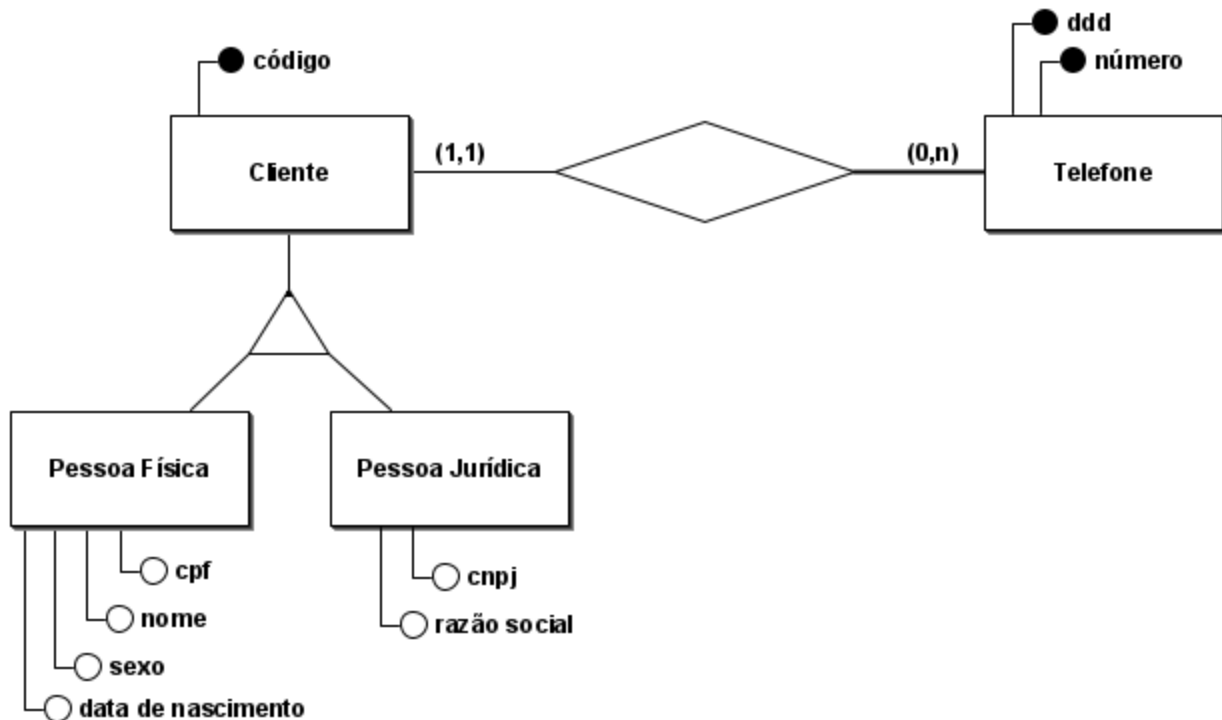 ddd
código
número
Cliente
(1,1)
(0,n)
Telefone
Pessoa Física
Pessoa Jurídica
cpf
cnpj
nome
razão social
sexo
data de nascimento